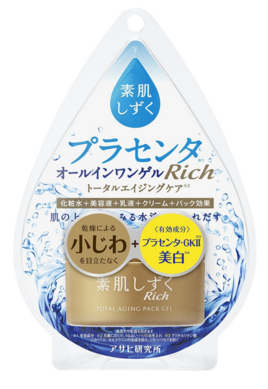 素肌
しずく
プラセンタ
オールインワンゲル Rich
トータルエイジングケア
化粧水+美容液+乳液+クリーム+パック効果
肌の上
乾燥による
小じわ
を目立たなく
+
〈有効成分〉
プラセンタ・GKⅡ
美白
素肌しずく
Rich
TOTAL AGING PACK GEL
アサヒ研究所